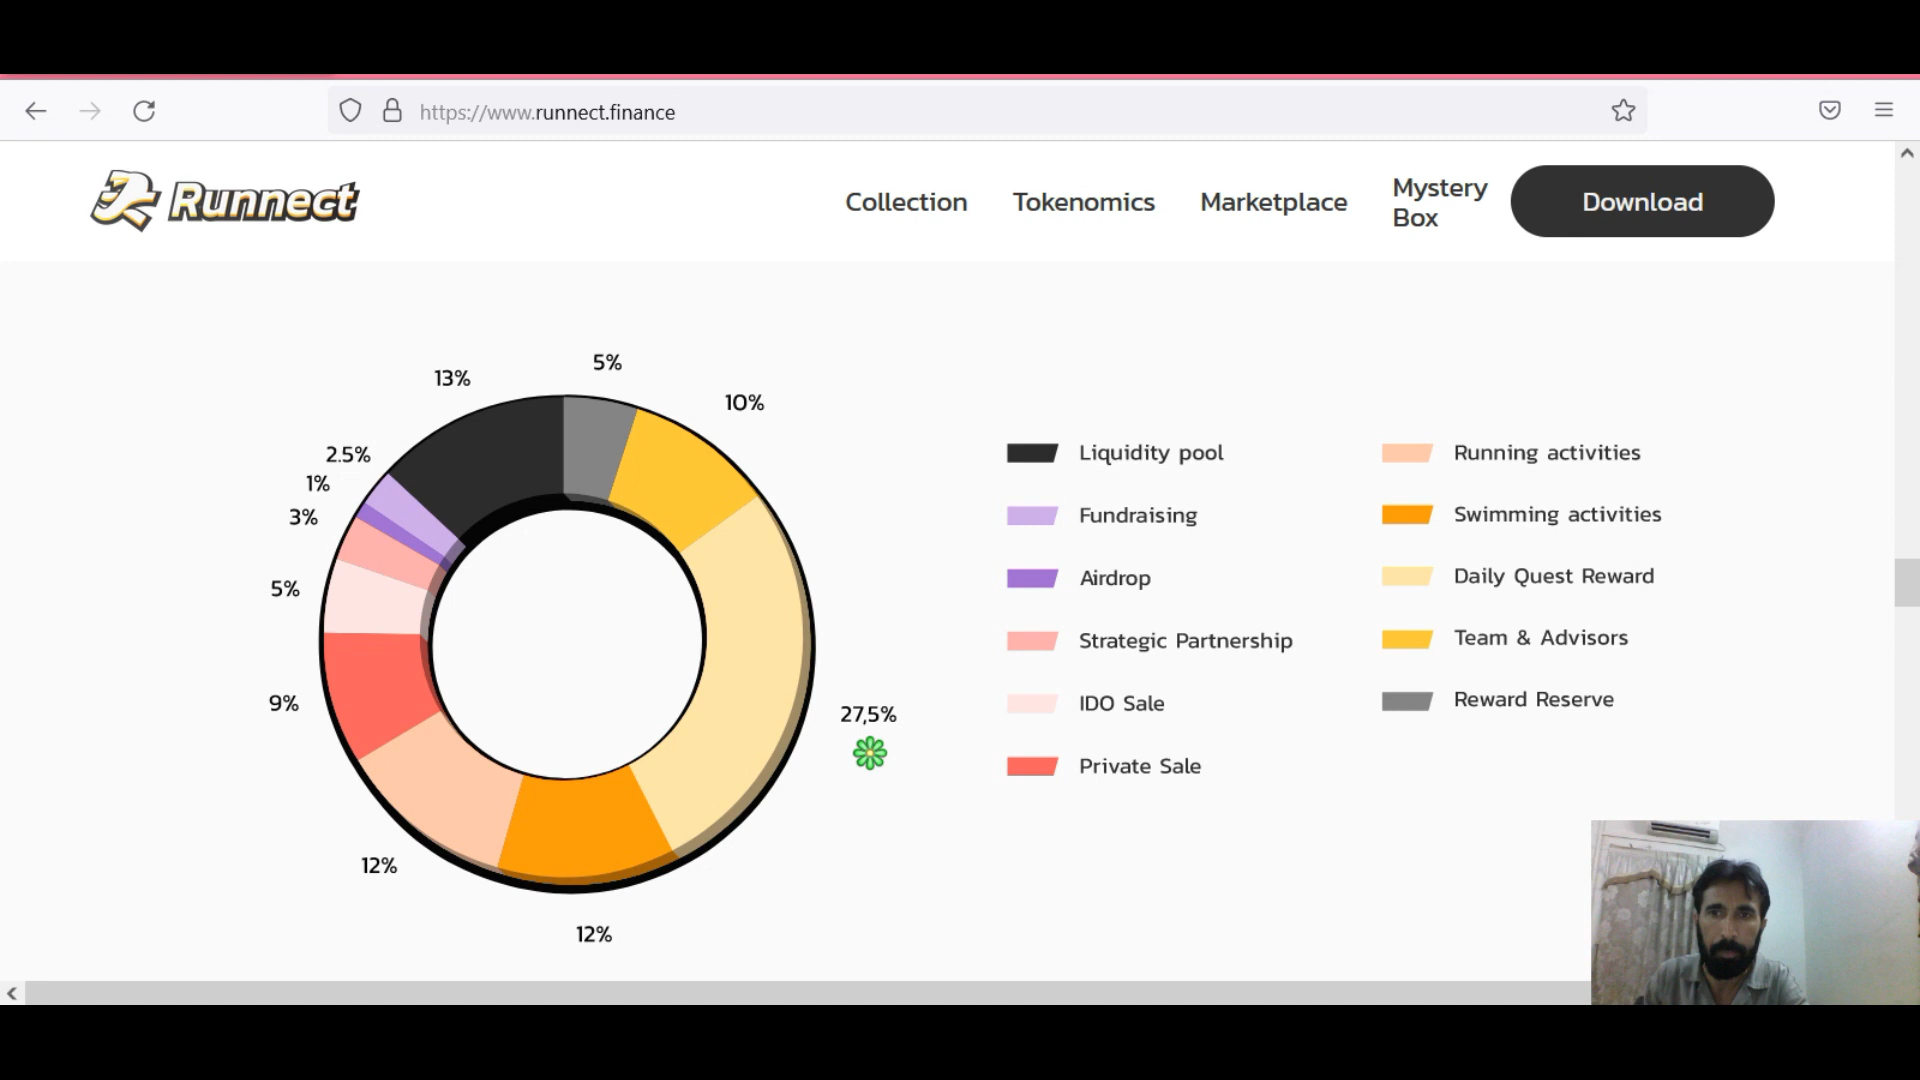 https://www.runnect.finance
Runnect
Collection
Tokenomics
Marketplace
Mystery
Box
Download
5%
13%
10%
2.5%
1%
3%
5%
9%
27,5%
12%
12%
Liquidity pool
Fundraising
Airdrop
Strategic Partnership
IDO Sale
Private Sale
Running activities
Swimming activities
Daily Quest Reward
Team & Advisors
Reward Reserve